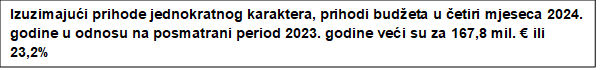 Izuzimajući prihode jednokratnog karaktera, prihodi budžeta u četiri mjeseca 2024.
godine u odnosu na posmatrani period 2023. godine veći su za 167,8 mil. € ili
23,2%